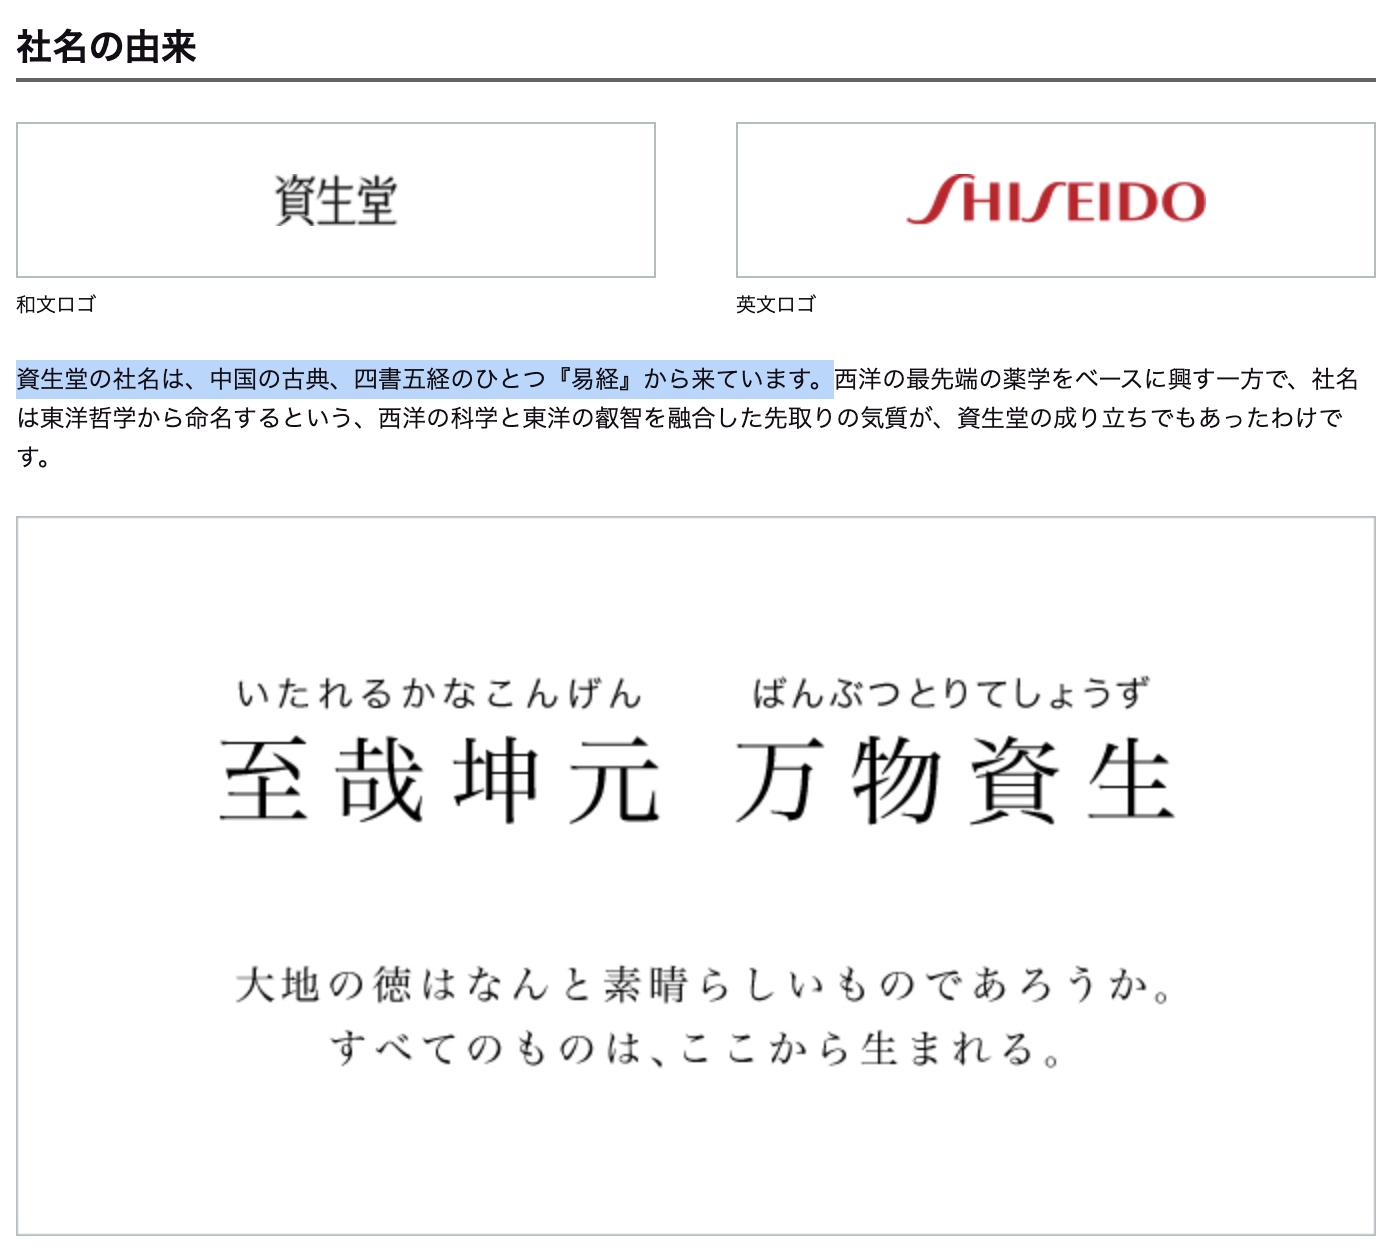 社名の由来
資生堂
SHISEIDO
和文ロゴ
英文ロゴ
資生堂の社名は、中国の古典、四書五経のひとつ『易経』から来ています。西洋の最先端の薬学をベースに興す一方で、社名
は東洋哲学から命名するという、西洋の科学と東洋の叡智を融合した先取りの気質が、資生堂の成り立ちでもあったわけで
す。
いたれるかなこんげん ばんぶつとりてしょうず
至哉坤元 万物資生
大地の徳はなんと素晴らしいものであろうか。
すべてのものは、ここから生まれる。